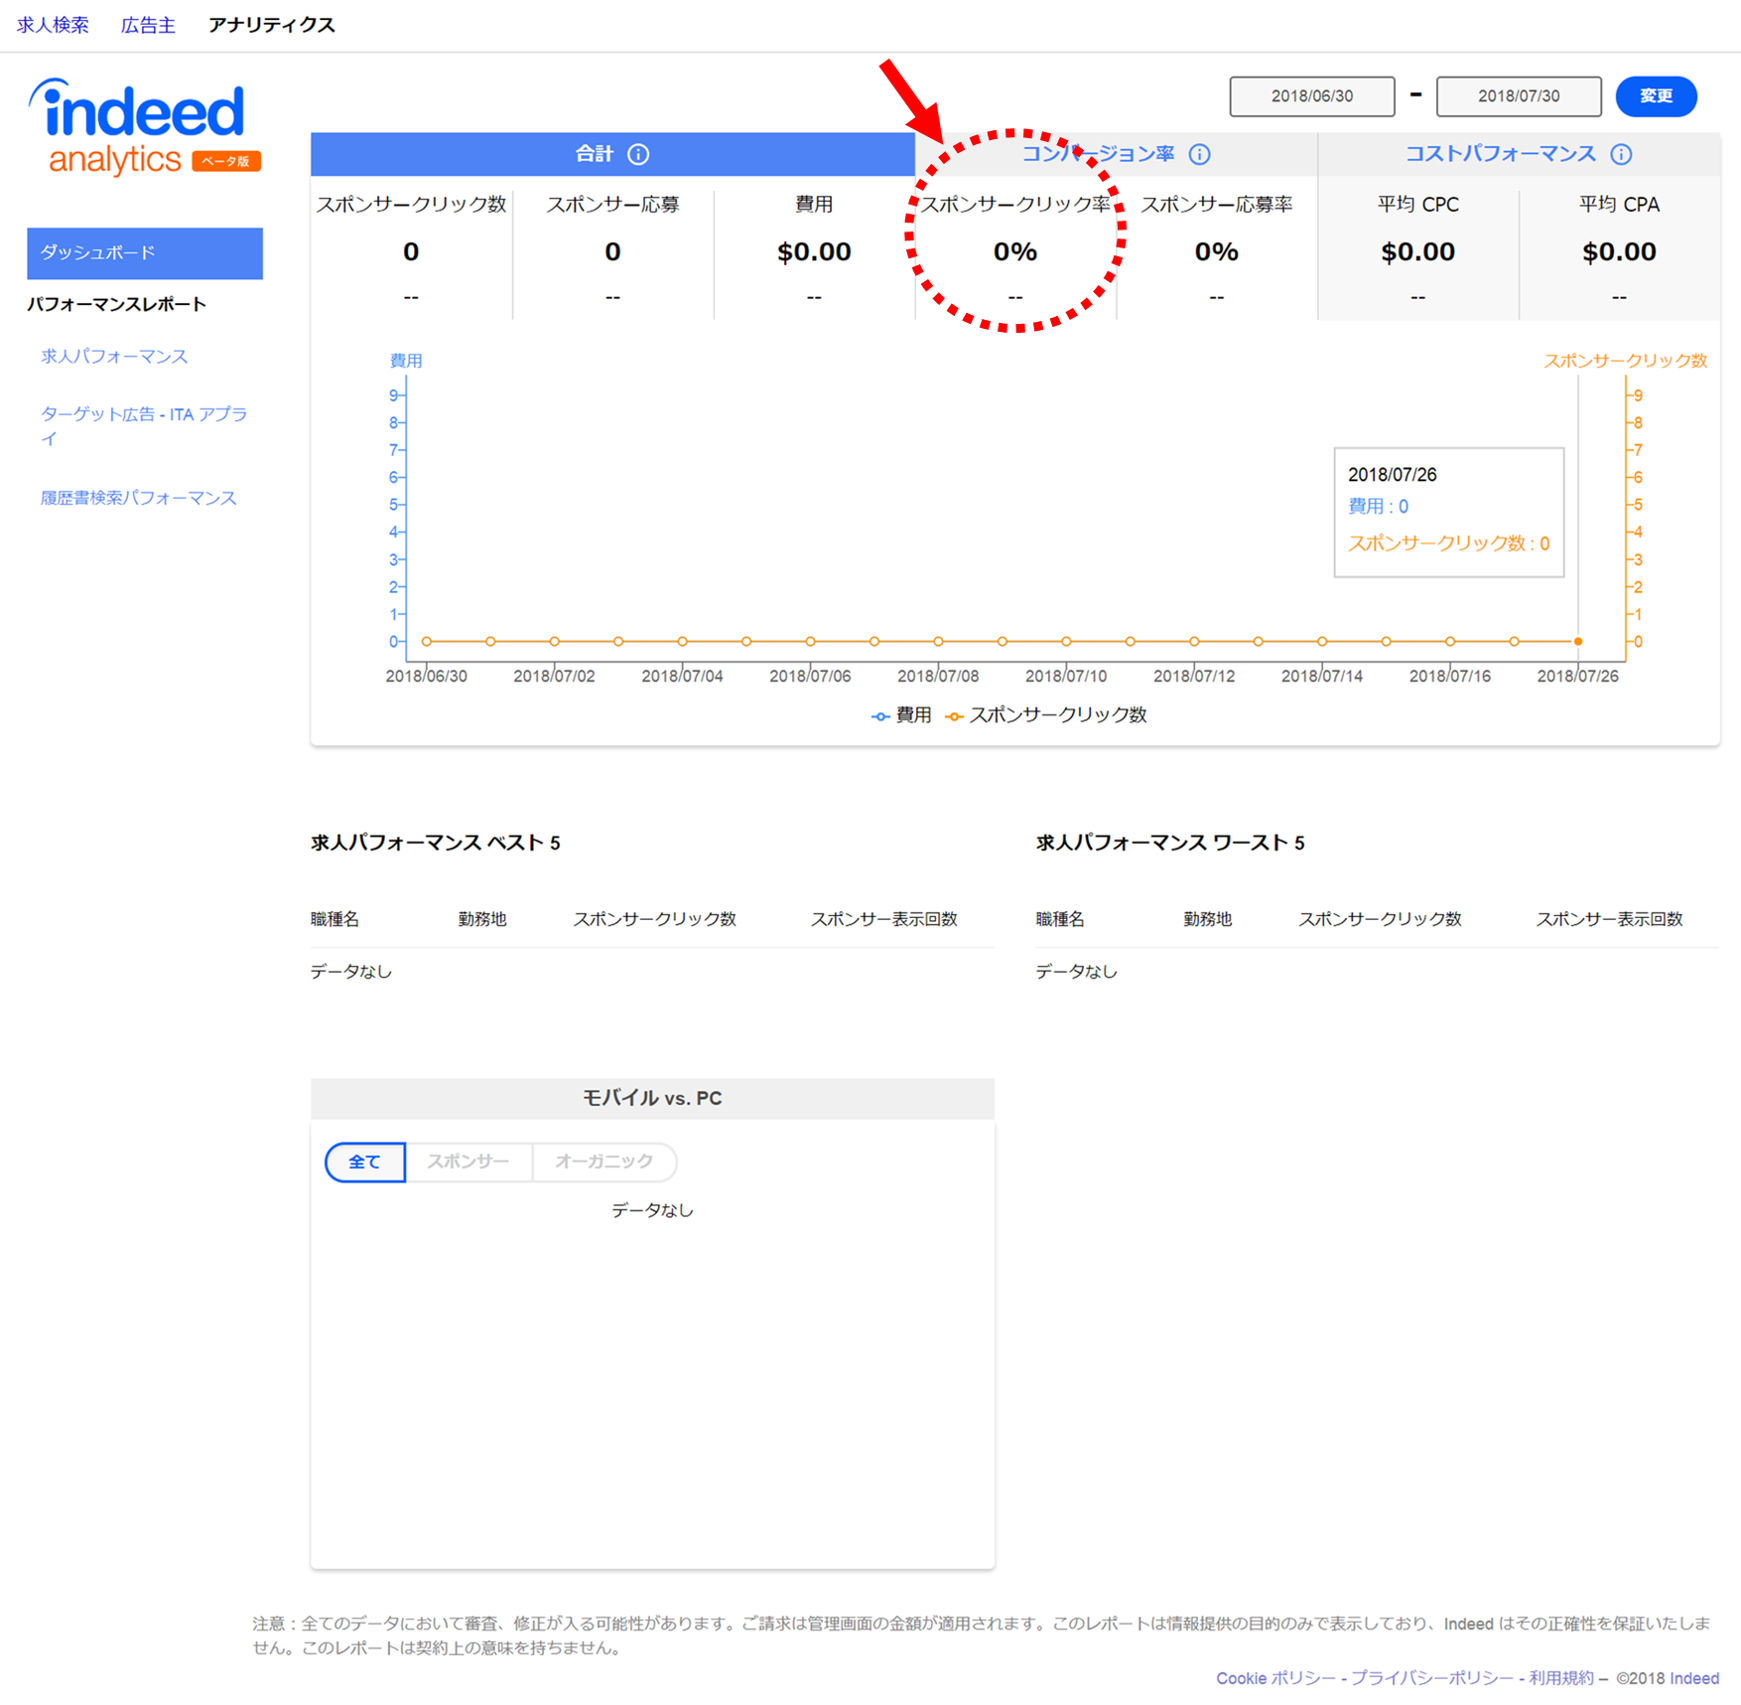 求人検索 広告主 アナリティクス
indeed
analytics ベータ版
2018/06/30 - 2018/07/30 変更
合計 コンバージョン率 コストパフォーマンス
スポンサークリック数 スポンサー応募 費用 スポンサークリック率 スポンサー応募率 平均 CPC 平均 CPA
0 0 $0.00 0% 0% $0.00 $0.00
-- -- -- -- -- -- --
ダッシュボード
パフォーマンスレポート
求人パフォーマンス
ターゲット広告 - ITA アプラ
イ
履歴書検索パフォーマンス
費用 スポンサークリック数
9 9
8 8
7 7
6 6
5 5
4 4
3 3
2 2
1 1
0 0
2018/07/26
費用 : 0
スポンサークリック数 : 0
2018/06/30 2018/07/02 2018/07/04 2018/07/06 2018/07/08 2018/07/10 2018/07/12 2018/07/14 2018/07/16 2018/07/26
費用 スポンサークリック数
求人パフォーマンス ベスト 5
職種名 勤務地 スポンサークリック数 スポンサー表示回数
データなし
求人パフォーマンス ワースト 5
職種名 勤務地 スポンサークリック数 スポンサー表示回数
データなし
モバイル vs. PC
全て スポンサー オーガニック
データなし
注意：全てのデータにおいて審査、修正が入る可能性があります。ご請求は管理画面の金額が適用されます。このレポートは情報提供の目的のみで表示しており、Indeed はその正確性を保証いたしま
せん。このレポートは契約上の意味を持ちません。
Cookie ポリシー - プライバシーポリシー - 利用規約 – ©2018 Indeed